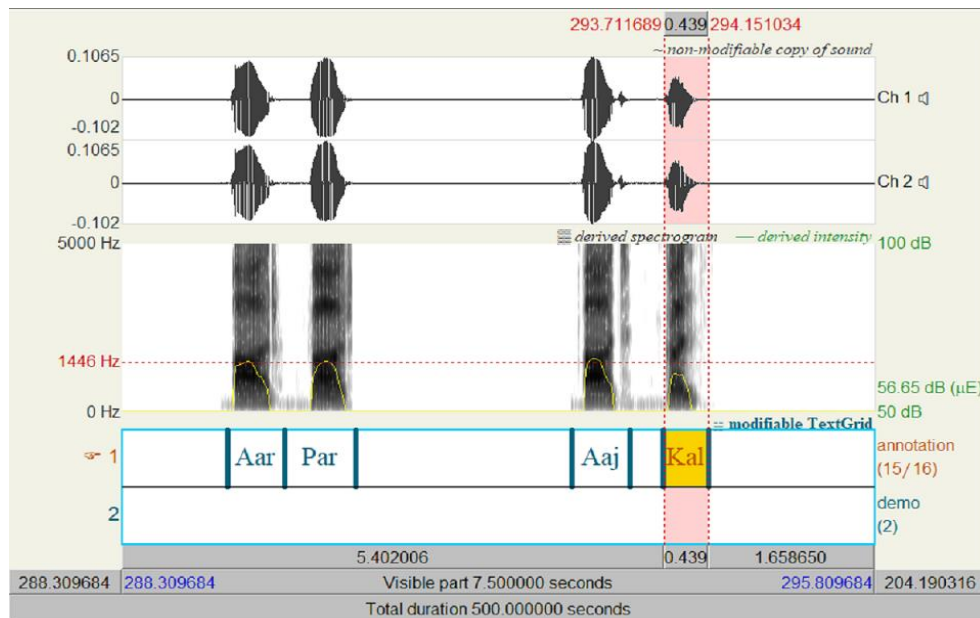 293.711689 0.439 294.151034
~ non-modifiable copy of sound
0.1065
0
-0.102
Ch 1
0.1065
0
-0.102
Ch 2
derived spectrogram — derived intensity
5000 Hz
100 dB
1446 Hz
56.65 dB (µE)
0 Hz
50 dB
modifiable TextGrid
1
Aar Par Aaj Kal
annotation
(15/16)
2
demo
(2)
5.402006 0.439 1.658650
288.309684 288.309684 Visible part 7.500000 seconds 295.809684 204.190316
Total duration 500.000000 seconds